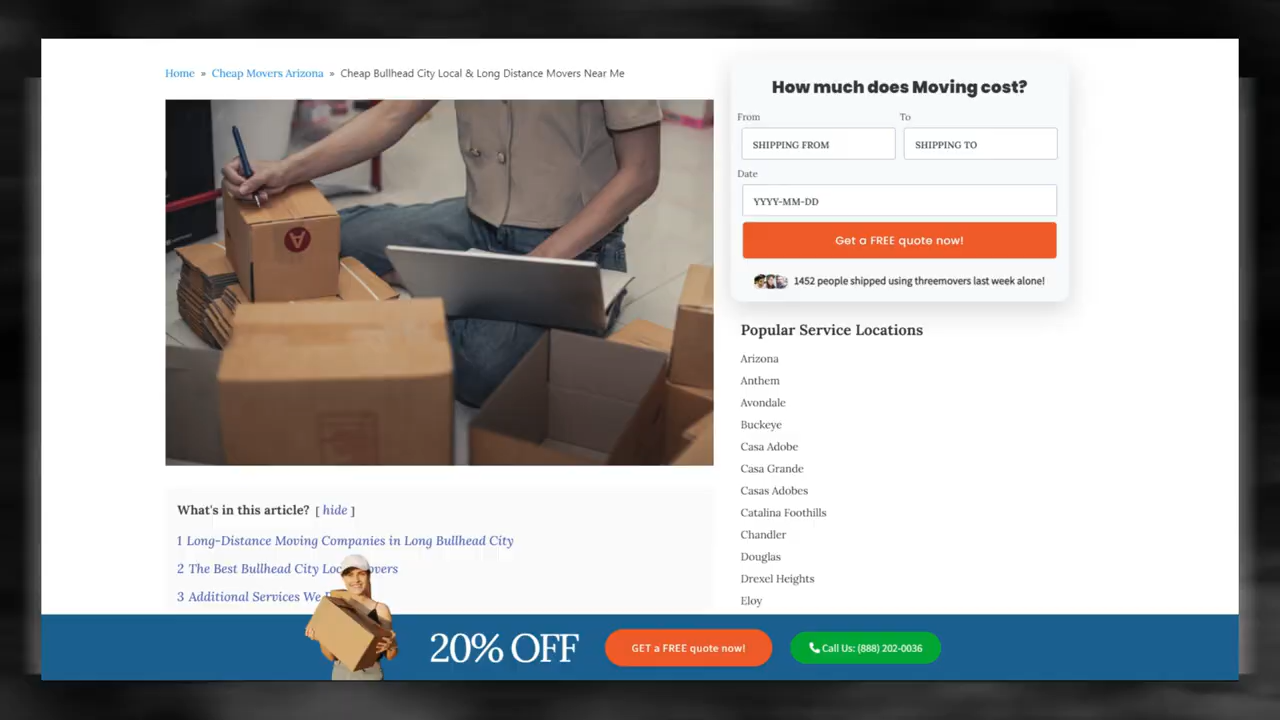 Home » Cheap Movers Arizona » Cheap Bullhead City Local & Long Distance Movers Near Me
What's in this article? [ hide ]
1 Long-Distance Moving Companies in Long Bullhead City
2 The Best Bullhead City
3 Additional Services We
How much does Moving cost?
From To
SHIPPING FROM SHIPPING TO
Date
YYYY-MM-DD
Get a FREE quote now!
1452 people shipped using threemovers last week alone!
Popular Service Locations
Arizona
Anthem
Avondale
Buckeye
Casa Adobe
Casa Grande
Casas Adobes
Catalina Foothills
Chandler
Douglas
Drexel Heights
Eloy
20% OFF
GET a FREE quote now!
Call Us: (888) 202-0036